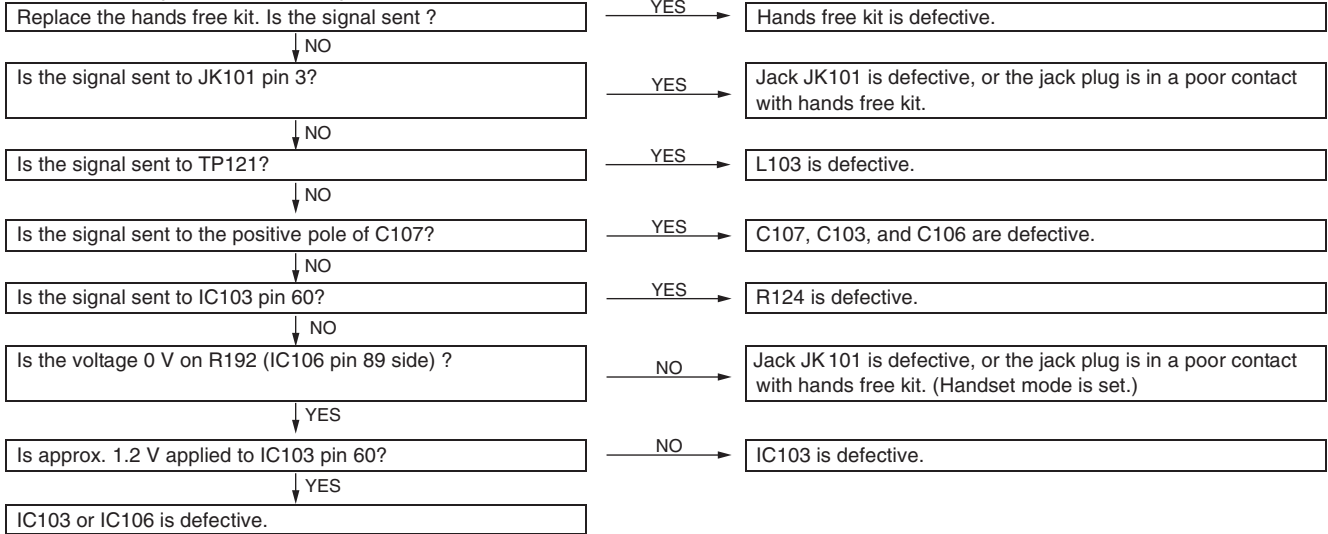 Replace the hands free kit. Is the signal sent ?
YES
Hands free kit is defective.
NO
Is the signal sent to JK101 pin 3?
YES
Jack JK101 is defective, or the jack plug is in a poor contact
with hands free kit.
NO
Is the signal sent to TP121?
YES
L103 is defective.
NO
Is the signal sent to the positive pole of C107?
YES
C107, C103, and C106 are defective.
NO
Is the signal sent to IC103 pin 60?
YES
R124 is defective.
NO
Is the voltage 0 V on R192 (IC106 pin 89 side) ?
NO
Jack JK101 is defective, or the jack plug is in a poor contact
with hands free kit. (Handset mode is set.)
YES
Is approx. 1.2 V applied to IC103 pin 60?
NO
IC103 is defective.
YES
IC103 or IC106 is defective.